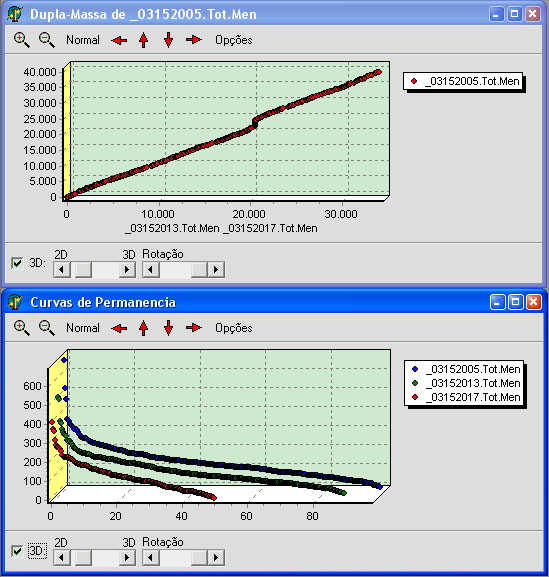 Dupla-Massa de _03152005.Tot.Men
Normal Opções
40.000
35.000
30.000
25.000
20.000
15.000
10.000
5.000
0
0 10.000 20.000 30.000
_03152013.Tot.Men _03152017.Tot.Men
_03152005.Tot.Men
3D: 2D 3D Rotação
Curvas de Permanencia
Normal Opções
600
500
400
300
200
100
0
0 20 40 60 80
_03152005.Tot.Men
_03152013.Tot.Men
_03152017.Tot.Men
3D: 2D 3D Rotação